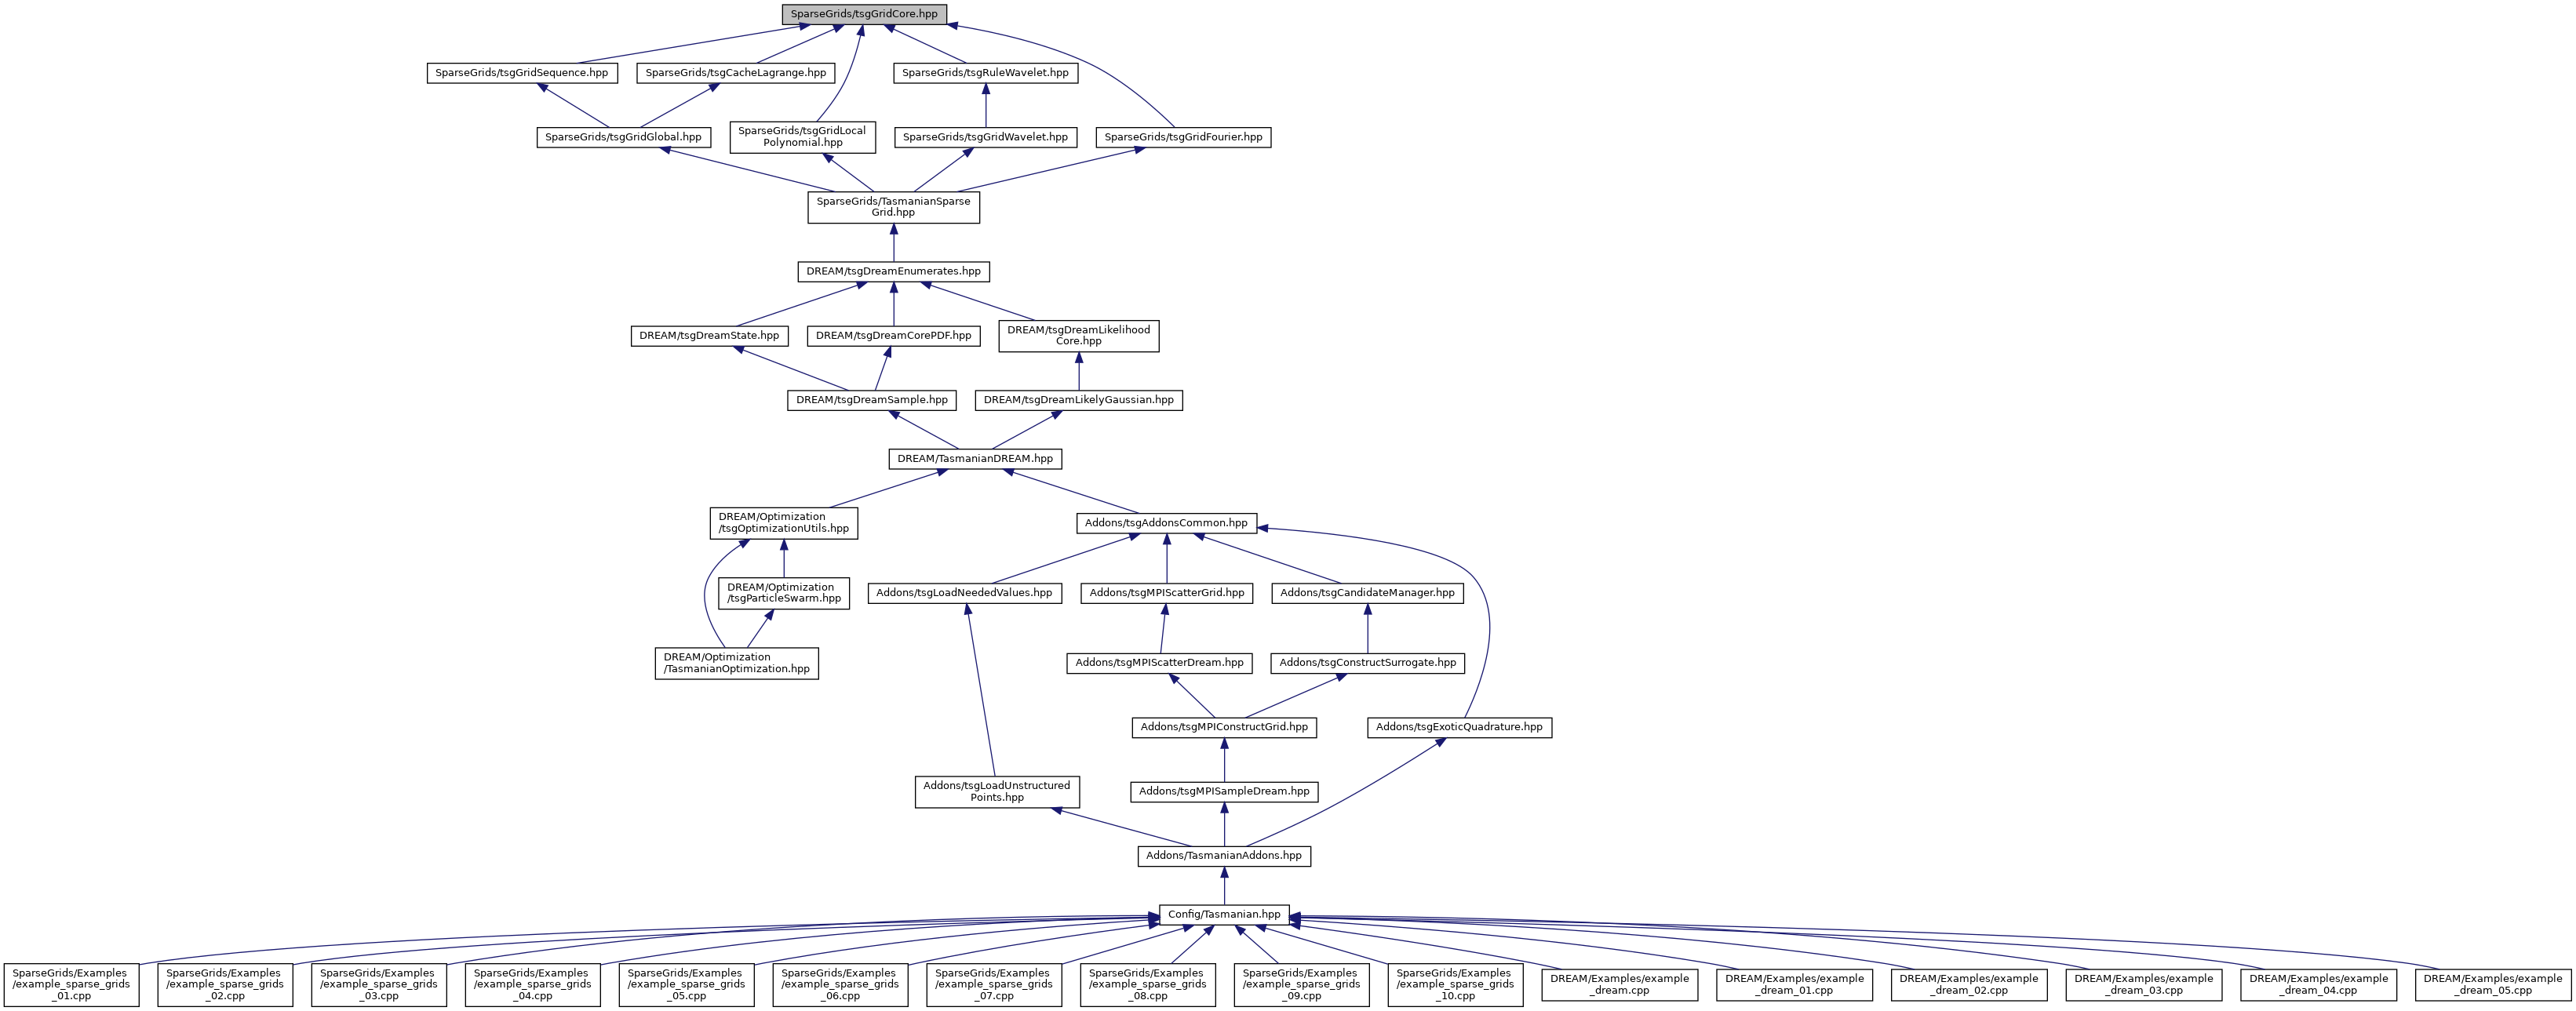 SparseGrids/tsgGridCore.hpp
SparseGrids/tsgGridSequence.hpp
SparseGrids/tsgCacheLagrange.hpp
SparseGrids/tsgRuleWavelet.hpp
SparseGrids/tsgGridGlobal.hpp
SparseGrids/tsgGridLocal
Polynomial.hpp
SparseGrids/tsgGridWavelet.hpp
SparseGrids/tsgGridFourier.hpp
SparseGrids/TasmanianSparse
Grid.hpp
DREAM/tsgDreamEnumerates.hpp
DREAM/tsgDreamState.hpp
DREAM/tsgDreamCorePDF.hpp
DREAM/tsgDreamLikelihood
Core.hpp
DREAM/tsgDreamSample.hpp
DREAM/tsgDreamLikelyGaussian.hpp
DREAM/TasmanianDREAM.hpp
DREAM/Optimization
/tsgOptimizationUtils.hpp
Addons/tsgAddonsCommon.hpp
DREAM/Optimization
/tsgParticleSwarm.hpp
Addons/tsgLoadNeededValues.hpp
Addons/tsgMPIScatterGrid.hpp
Addons/tsgCandidateManager.hpp
DREAM/Optimization
/TasmanianOptimization.hpp
Addons/tsgMPIScatterDream.hpp
Addons/tsgConstructSurrogate.hpp
Addons/tsgMPIConstructGrid.hpp
Addons/tsgExoticQuadrature.hpp
Addons/tsgLoadUnstructured
Points.hpp
Addons/tsgMPISampleDream.hpp
Addons/TasmanianAddons.hpp
Config/Tasmanian.hpp
SparseGrids/Examples
/example_sparse_grids
_01.cpp
SparseGrids/Examples
/example_sparse_grids
_02.cpp
SparseGrids/Examples
/example_sparse_grids
_03.cpp
SparseGrids/Examples
/example_sparse_grids
_04.cpp
SparseGrids/Examples
/example_sparse_grids
_05.cpp
SparseGrids/Examples
/example_sparse_grids
_06.cpp
SparseGrids/Examples
/example_sparse_grids
_07.cpp
SparseGrids/Examples
/example_sparse_grids
_08.cpp
SparseGrids/Examples
/example_sparse_grids
_09.cpp
SparseGrids/Examples
/example_sparse_grids
_10.cpp
DREAM/Examples/example
_dream.cpp
DREAM/Examples/example
_dream_01.cpp
DREAM/Examples/example
_dream_02.cpp
DREAM/Examples/example
_dream_03.cpp
DREAM/Examples/example
_dream_04.cpp
DREAM/Examples/example
_dream_05.cpp